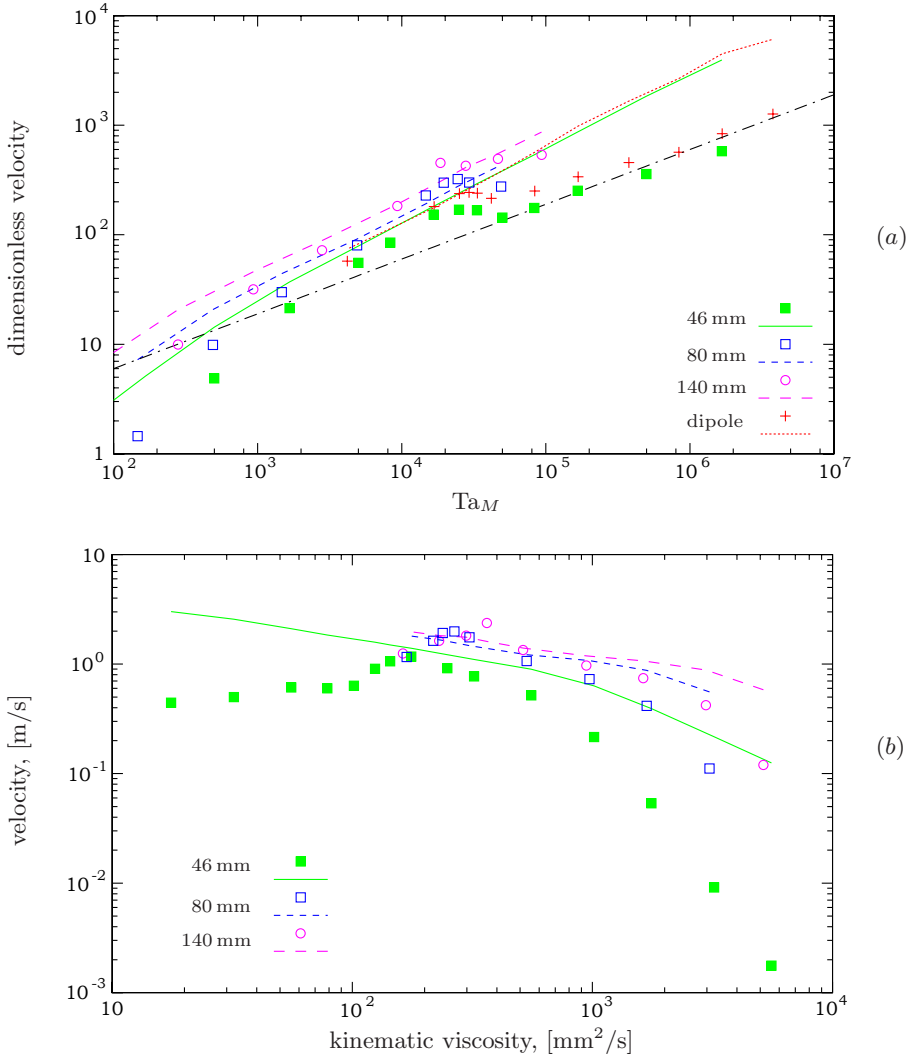 10^4
10^3
10^2
10
1
dimensionless velocity
10^2
10^3
10^4
10^5
10^6
10^7
Ta_M
(a)
46 mm
80 mm
140 mm
dipole
10
10^0
10^-1
10^-2
10^-3
velocity, [m/s]
10
10^2
10^3
10^4
kinematic viscosity, [mm^2/s]
(b)
46 mm
80 mm
140 mm